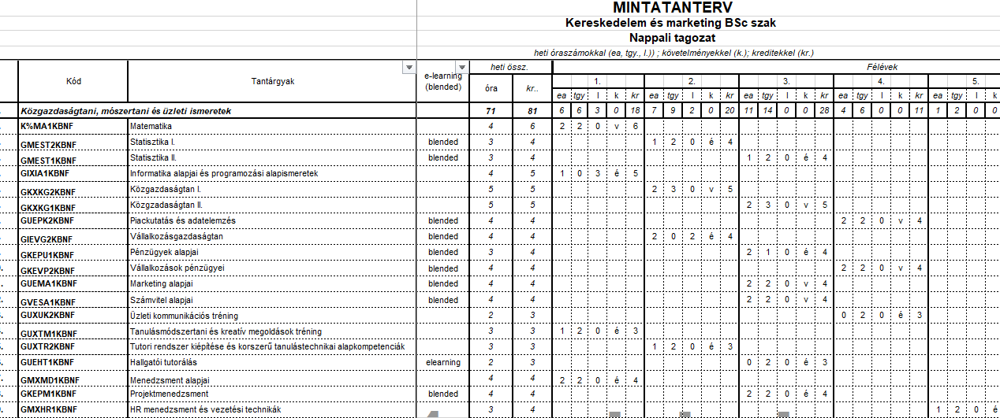 MINTATANTERV
Kereskedelem és marketing BSc szak
Nappali tagozat
heti óraszámokkal (ea, tgy., l.)) ; követelményekkel (k.); kreditekkel (kr.)
Kód Tantárgyak e-learning (blended) heti össz. Félévek
óra kr.. 1. 2. 3. 4. 5.
ea tgy l k kr ea tgy l k kr ea tgy l k kr ea tgy l k kr ea tgy l k
Közgazdaságtani, mószertani és üzleti ismeretek 71 81 6 6 3 0 18 7 9 2 0 20 11 14 0 0 28 4 6 0 0 11 1 2 0 0
K%MA1KBNF Matematika 4 6 2 2 0 v 6
GMEST2KBNF Statisztika I. blended 3 4 1 2 0 é 4
GMEST1KBNF Statisztika II. blended 3 4 1 2 0 é 4
GIXIA1KBNF Informatika alapjai és programozási alapismeretek 4 5 1 0 3 é 5
GKXKG2KBNF Közgazdaságtan I. 5 5 2 3 0 v 5
GKXKG1KBNF Közgzadaságtan II. 5 5 2 3 0 v 5
GUEPK2KBNF Piackutatás és adatelemzés blended 4 4 2 2 0 v 4
GIEVG2KBNF Vállalkozásgazdaságtan blended 4 4 2 0 2 é 4
GKEPU1KBNF Pénzügyek alapjai blended 3 4 2 1 0 é 4
GKEVP2KBNF Vállalkozások pénzügyei blended 4 4 2 2 0 v 4
GUEMA1KBNF Marketing alapjai blended 4 4 2 2 0 v 4
GVESA1KBNF Számvitel alapjai blended 4 4 2 2 0 v 4
GUXUK2KBNF Üzleti kommunikációs tréning 2 3 0 2 0 é 3
GUXTM1KBNF Tanulásmódszertani és kreatív megoldások tréning 3 3 1 2 0 é 3
GUXTR2KBNF Tutori rendszer kiépítése és korszerű tanulástechnikai alapkompetenciák 3 3 1 2 0 é 3
GUEHT1KBNF Hallgatói tutorálás elearning 2 3 0 2 0 é 3
GMXMD1KBNF Menedzsment alapjai 4 4 2 2 0 é 4
GKEPM1KBNF Projektmenedzsment blended 4 4 2 2 0 é 4
GMXHR1KBNF HR menedzsment és vezetési technikák 3 4 1 2 0 é